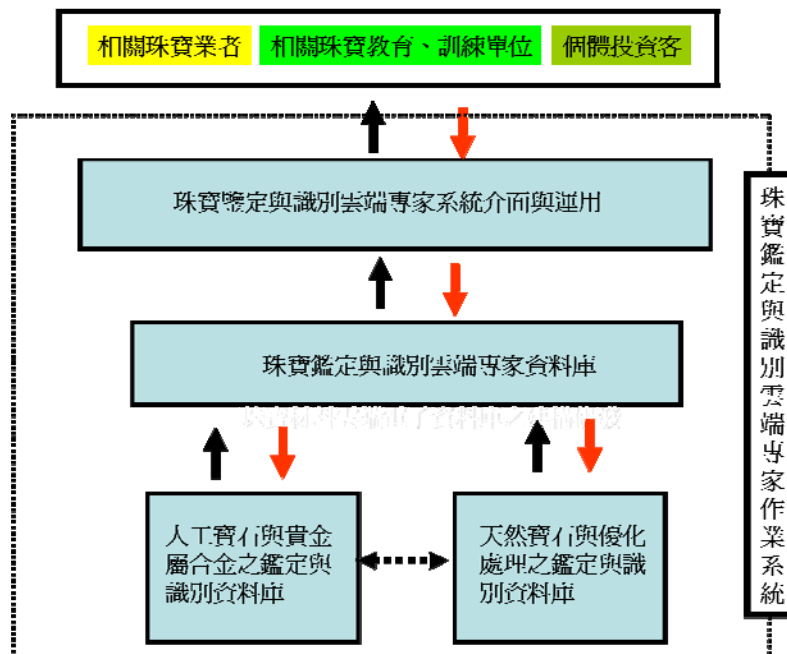 相關珠寶業者 相關珠寶教育、訓練單位 個體投資客
珠寶鑒定與識別雲端專家系統介面與運用
珠寶鑑定與識別雲端專家資料庫
資料庫之
人工寶石與貴金
屬合金之鑑定與
識別資料庫
天然寶石與優化
處理之鑑定與識
別資料庫
珠寶鑑定與識別雲端專家作業系統